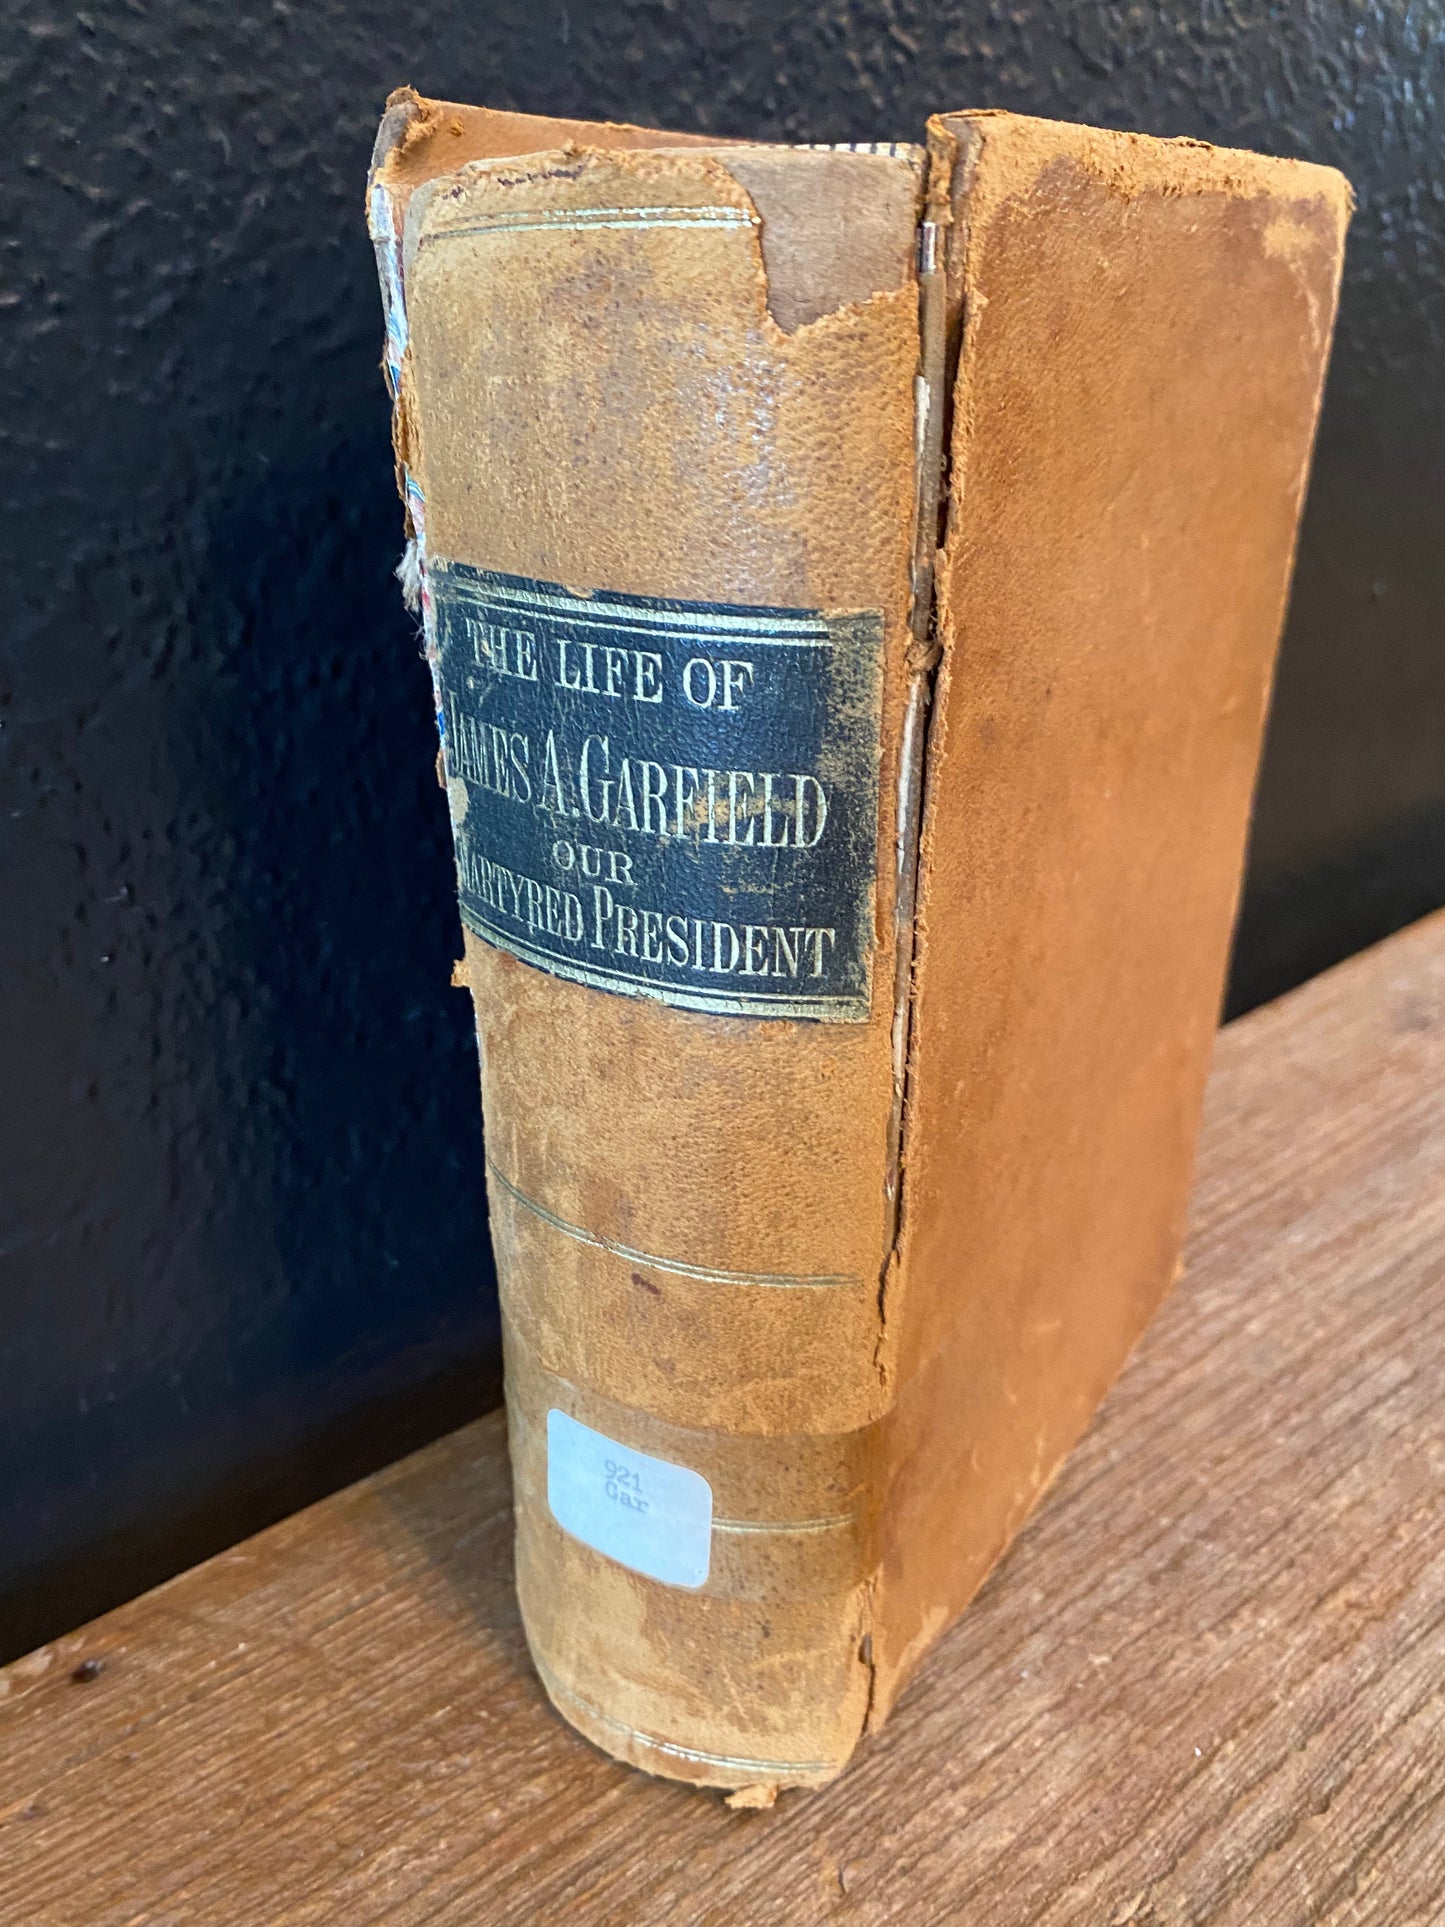 THE LIFE OF
JAMES A. GARFIELD
OUR
MARTYRED PRESIDENT
921
Gar